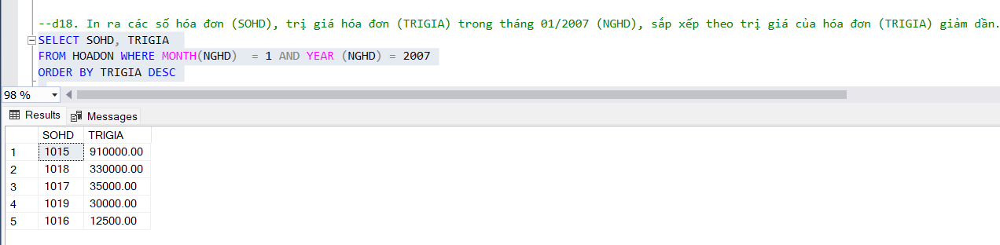 --d18. In ra các số hóa đơn (SOHD), trị giá hóa đơn (TRIGIA) trong tháng 01/2007 (NGHD), sắp xếp theo trị giá của hóa đơn (TRIGIA) giảm dần.
SELECT SOHD, TRIGIA
FROM HOADON WHERE MONTH(NGHD)  = 1 AND YEAR (NGHD) = 2007
ORDER BY TRIGIA DESC
98 %
Results Messages
SOHD TRIGIA
1 1015 910000.00
2 1018 330000.00
3 1017 35000.00
4 1019 30000.00
5 1016 12500.00